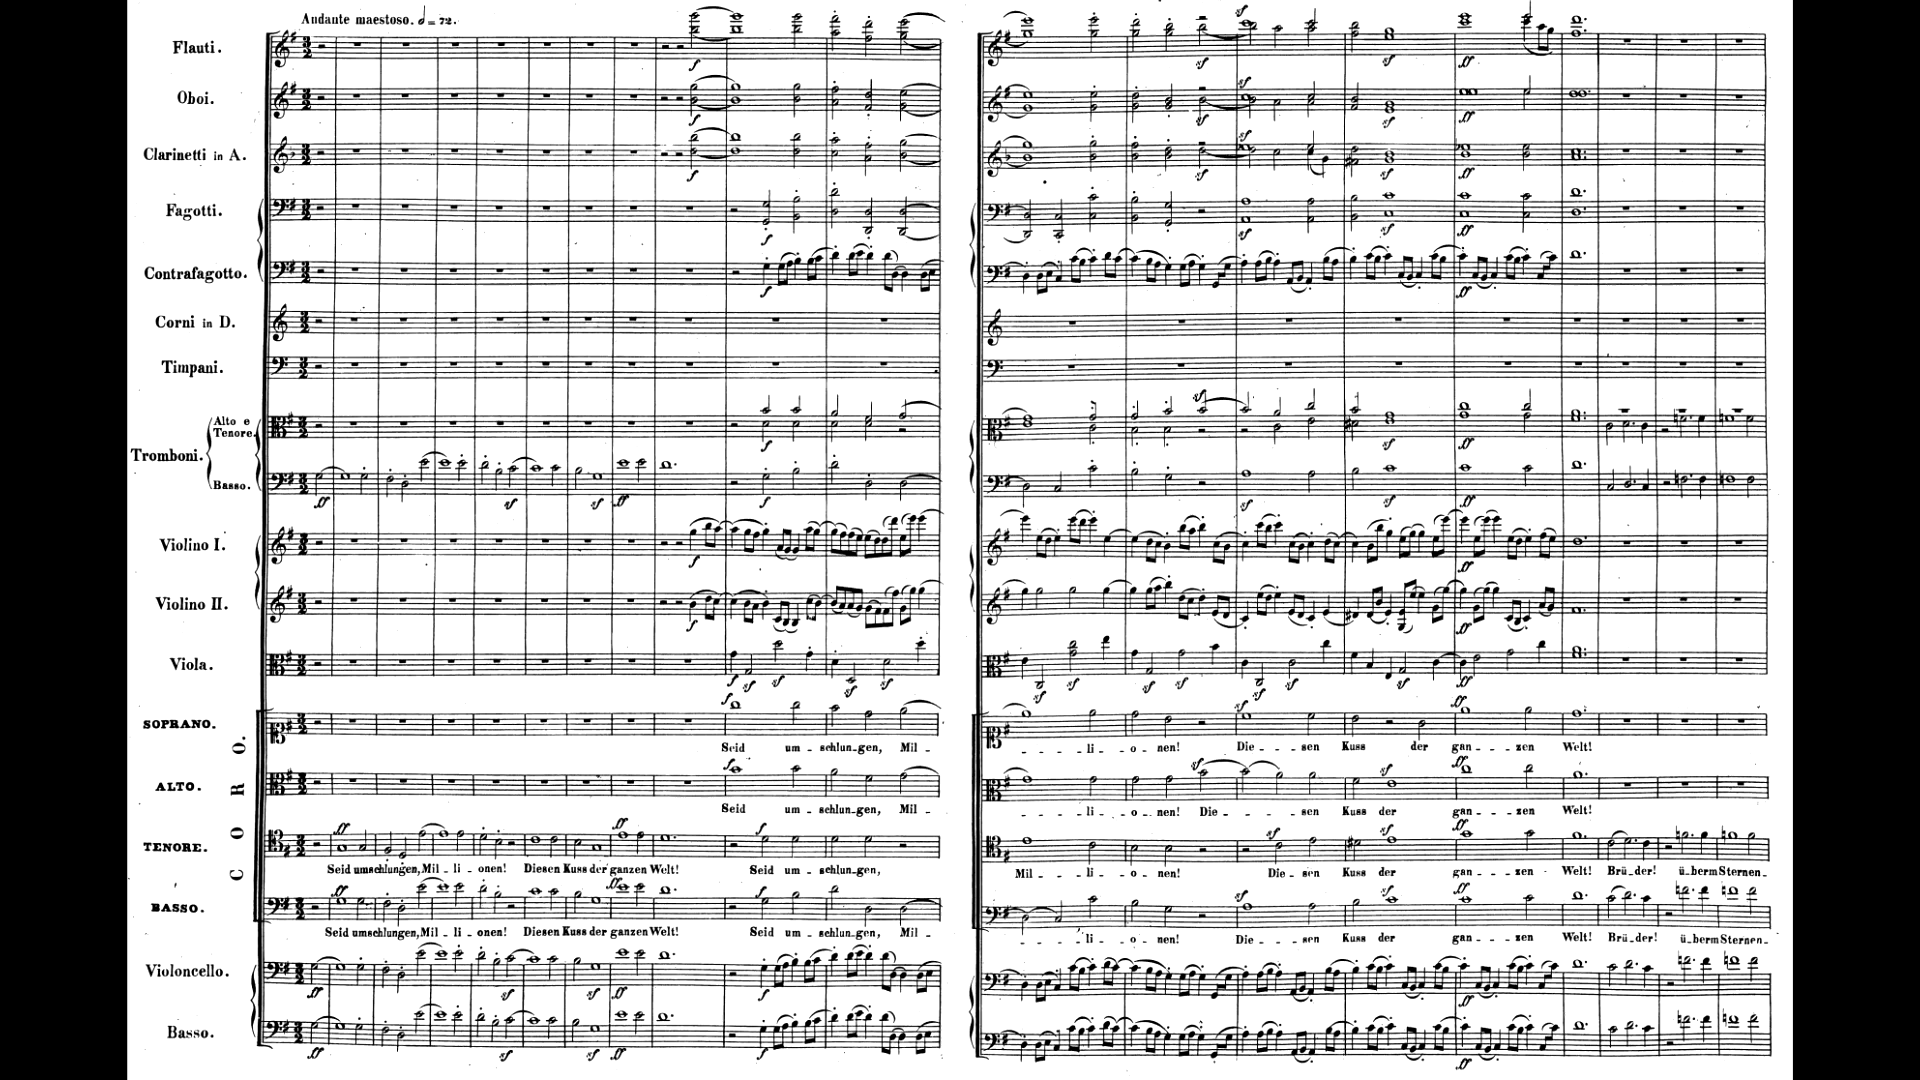 Andante maestoso. 𝅗𝅥 = 72.
Flauti.
Oboi.
Clarinetti in A.
Fagotti.
Contrafagotto.
Corni in D.
Timpani.
Tromboni.
Alto e
Tenore.
Basso.
Violino I.
Violino II.
Viola.
CORO.
SOPRANO.
Seid um-schlun-gen, Mil-
li-o-nen! Die-sen Kuss der gan-zen Welt!
ALTO.
Seid um-schlun-gen, Mil-
li-o-nen! Die-sen Kuss der gan-zen Welt!
TENORE.
Seid umschlungen, Mil-li-onen! Diesen Kuss der ganzen Welt! Seid um-schlun-gen,
Mil-li-o-nen! Die-sen Kuss der gan-zen Welt! Brü-der! ü-berm Sternen-
BASSO.
Seid umschlungen, Mil-li-onen! Diesen Kuss der ganzen Welt! Seid um-schlun-gen, Mil-
li-o-nen! Die-sen Kuss der gan-zen Welt! Brü-der! ü-berm Sternen-
Violoncello.
Basso.